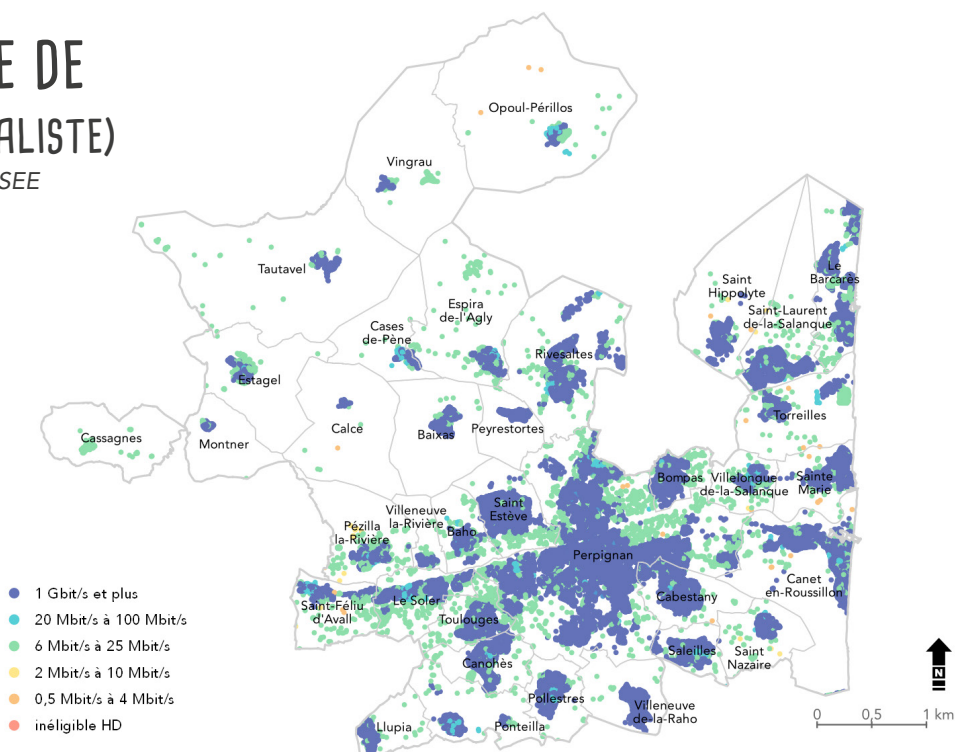 E DE
ALISTE)
SEE
Opoul-Périllos
Vingrau
Tautavel
Espira
de-l'Agly
Cases
de-Pène
Rivesaltes
Saint
Hippolyte
Le
Barcarès
Saint-Laurent
de-la-Salanque
Estagel
Torreilles
Cassagnes
Montner
Calce
Baixas
Peyrestortes
Bompas
Villelongue
de-la-Salanque
Sainte
Marie
Saint
Estève
Villeneuve
la-Rivière
Pézilla
la-Rivière
Baho
Perpignan
Canet
en-Roussillon
Saint-Féliu
d'Avall
Le Soler
Toulouges
Cabestany
Canohès
Saleilles
Saint
Nazaire
Pollestres
Villeneuve
de-la-Raho
Llupia
Ponteilla
1 Gbit/s et plus
20 Mbit/s à 100 Mbit/s
6 Mbit/s à 25 Mbit/s
2 Mbit/s à 10 Mbit/s
0,5 Mbit/s à 4 Mbit/s
inéligible HD
N
0 0,5 1 km